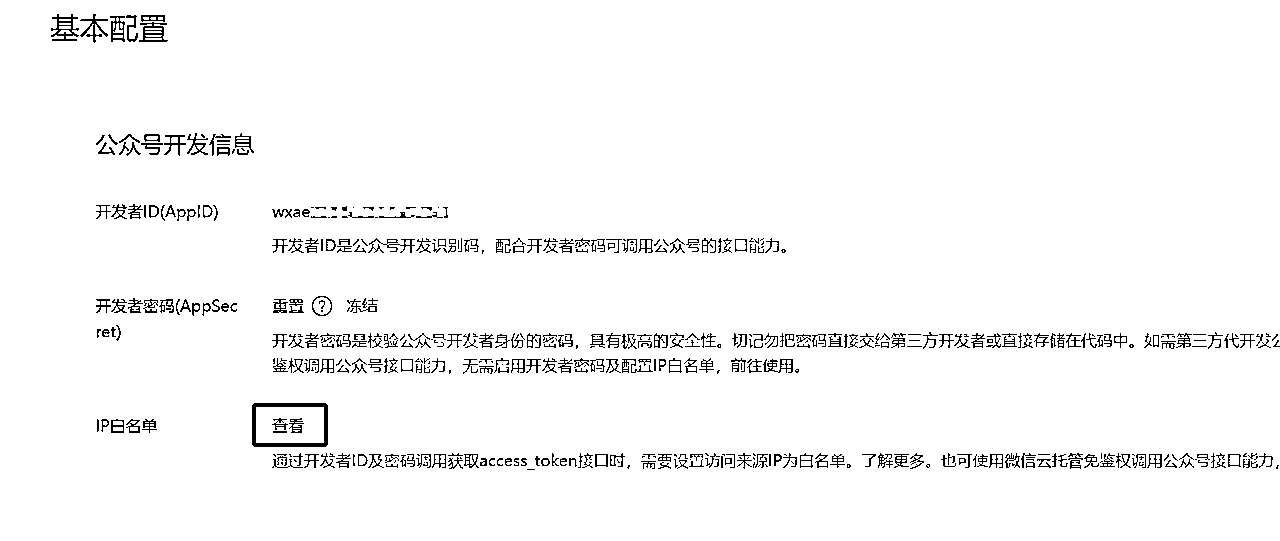 基本配置
公众号开发信息
开发者ID(AppID)
wxae
开发者ID是公众号开发识别码，配合开发者密码可调用公众号的接口能力。
开发者密码(AppSec
ret)
重置 ? 冻结
开发者密码是校验公众号开发者身份的密码，具有极高的安全性。切记勿把密码直接交给第三方开发者或直接存储在代码中。如需第三方代开发公
鉴权调用公众号接口能力，无需启用开发者密码及配置IP白名单，前往使用。
IP白名单
查看
通过开发者ID及密码调用获取access_token接口时，需要设置访问来源IP为白名单。了解更多。也可使用微信云托管免鉴权调用公众号接口能力，